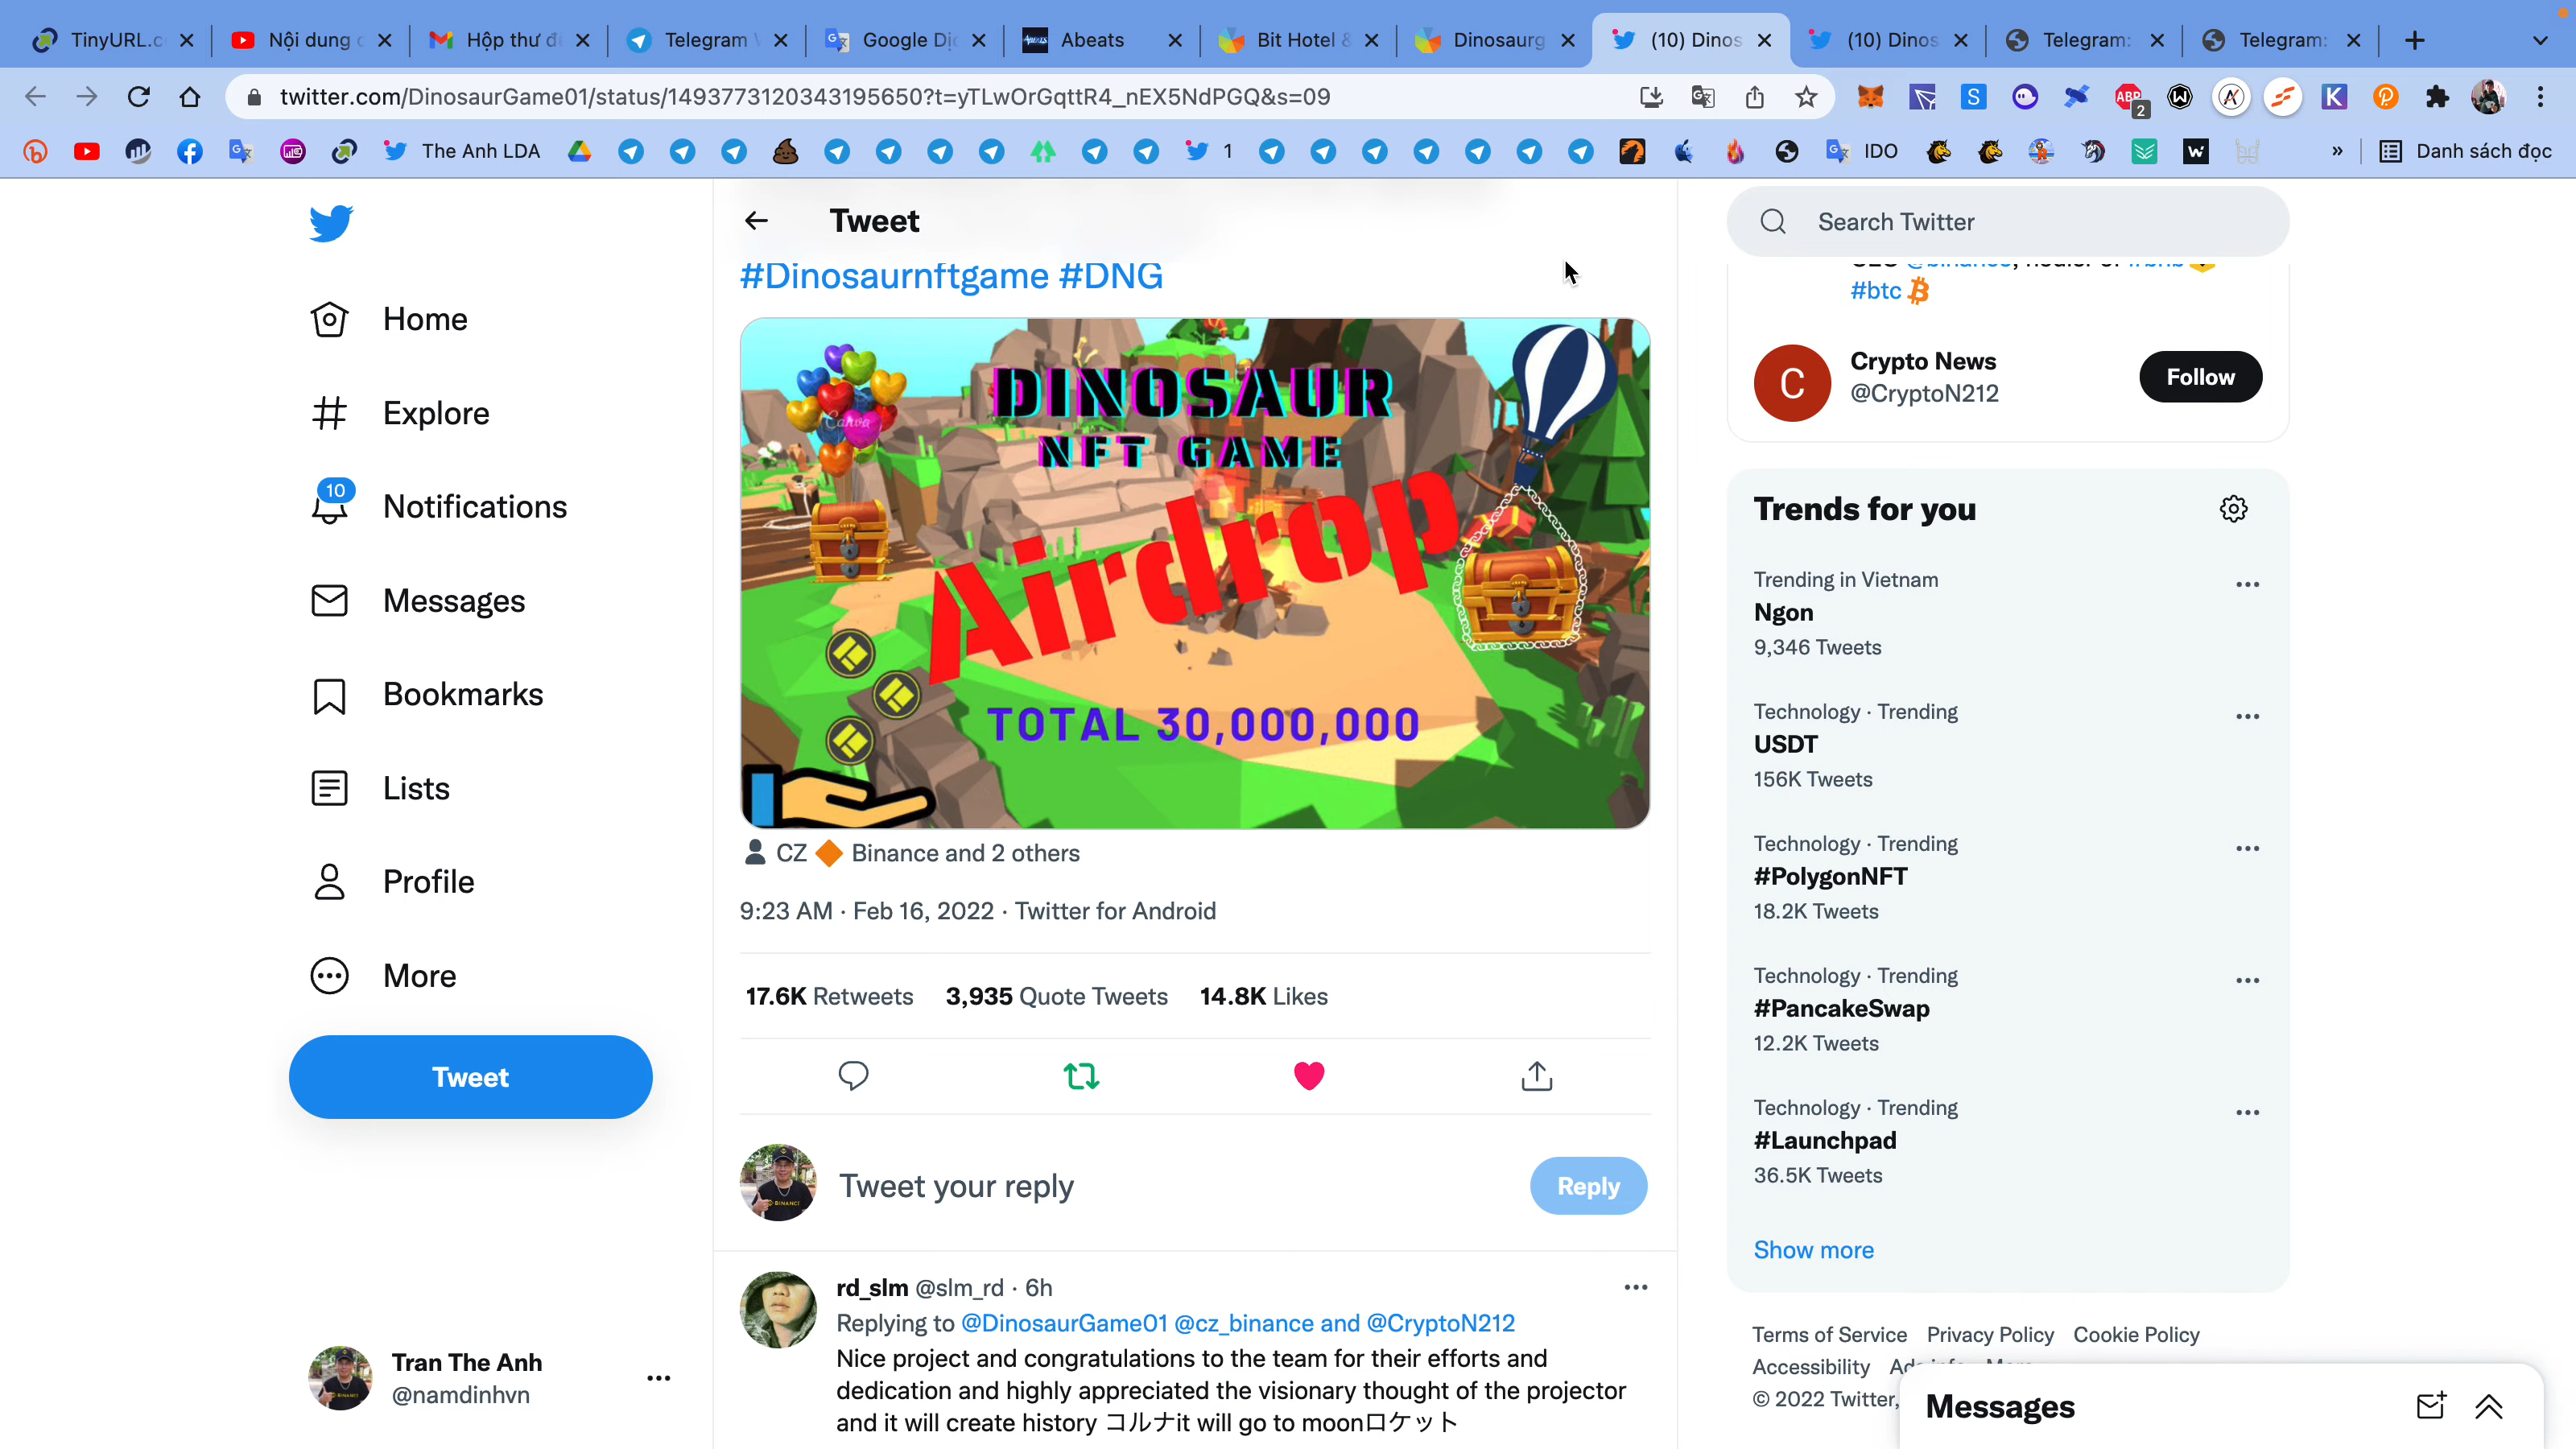 TinyURL.c
Nội dung
Hộp thư đ
Telegram
Google Dị
Abeats
Bit Hotel &
Dinosaurg
(10) Dinos
(10) Dinos
Telegram:
Telegram:
twitter.com/DinosaurGame01/status/1493773120343195650?t=yTLwOrGqttR4_nEX5NdPGQ&s=09
ABP
2
The Anh LDA
1
IDO
Danh sách đọc
Home
Explore
10
Notifications
Messages
Bookmarks
Lists
Profile
More
Tweet
Tran The Anh
@namdinhvn
Tweet
#Dinosaurnftgame #DNG
Canva
DINOSAUR
NFT GAME
Airdrop
TOTAL 30,000,000
CZ 🔶 Binance and 2 others
9:23 AM · Feb 16, 2022 · Twitter for Android
17.6K Retweets 3,935 Quote Tweets 14.8K Likes
Tweet your reply
Reply
rd_slm @slm_rd · 6h
Replying to @DinosaurGame01 @cz_binance and @CryptoN212
Nice project and congratulations to the team for their efforts and
dedication and highly appreciated the visionary thought of the projector
and it will create history コルナit will go to moonロケット
Search Twitter
#btc
C
Crypto News
@CryptoN212
Follow
Trends for you
Trending in Vietnam
Ngon
9,346 Tweets
Technology · Trending
USDT
156K Tweets
Technology · Trending
#PolygonNFT
18.2K Tweets
Technology · Trending
#PancakeSwap
12.2K Tweets
Technology · Trending
#Launchpad
36.5K Tweets
Show more
Terms of Service Privacy Policy Cookie Policy
Accessibility
© 2022 Twitter,
Messages